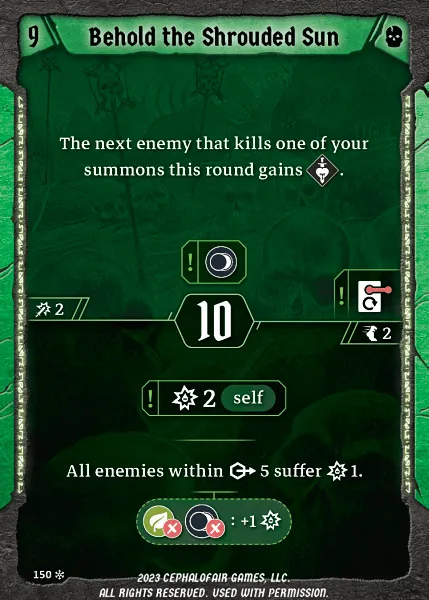 9 Behold the Shrouded Sun
The next enemy that kills one of your
summons this round gains .
!
!
2
10
2
! 2 self
All enemies within 5 suffer 1.
: +1
150
2023 CEPHALOFAIR GAMES, LLC.
ALL RIGHTS RESERVED. USED WITH PERMISSION.